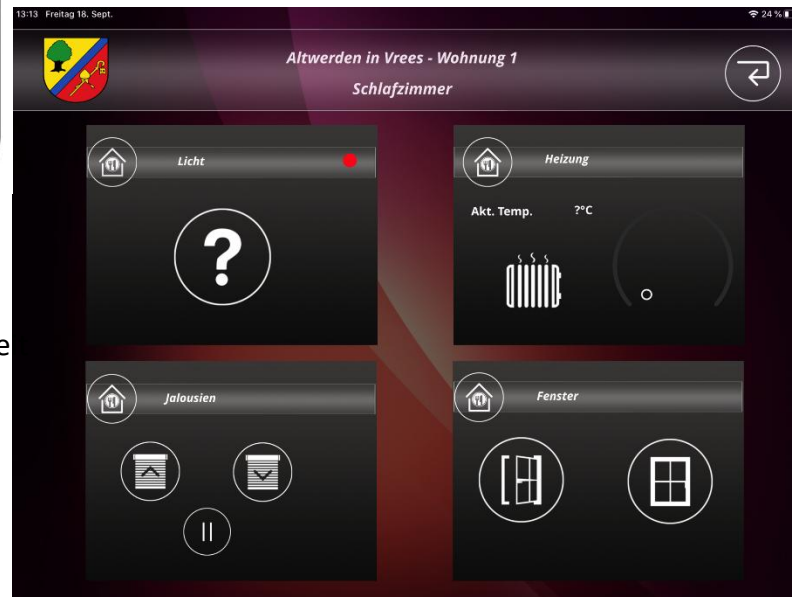 13:13 Freitag 18. Sept.
24 %
Altwerden in Vrees - Wohnung 1
Schlafzimmer
Licht
?
Heizung
Akt. Temp. ?°C
e
Jalousien
Fenster